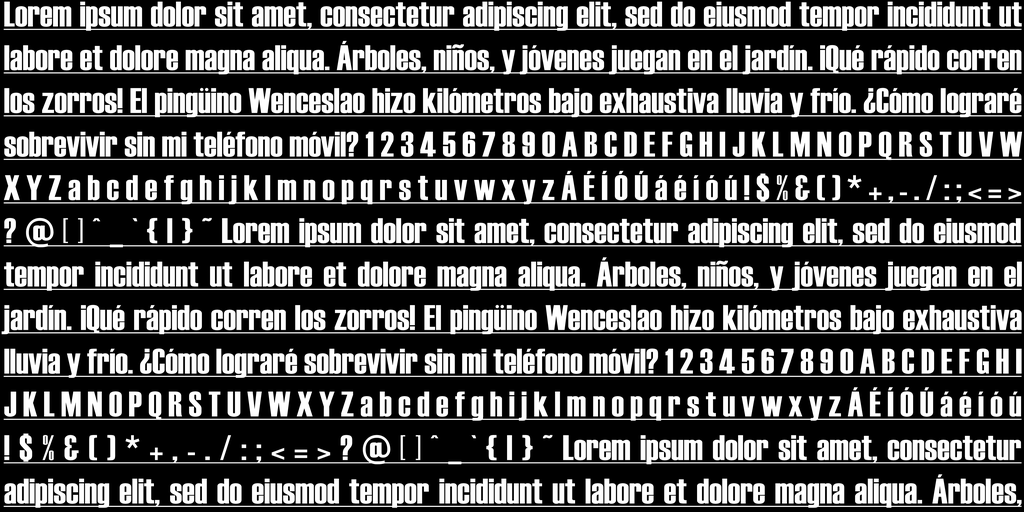 Lorem ipsum dolor sit amet, consectetur adipiscing elit, sed do eiusmod tempor incididunt ut
labore et dolore magna aliqua. Árboles, niños, y jóvenes juegan en el jardín. ¡Qué rápido corren
los zorros! El pingüino Wenceslao hizo kilómetros bajo exhaustiva lluvia y frío. ¿Cómo lograré
sobrevivir sin mi teléfono móvil? 1 2 3 4 5 6 7 8 9 0 A B C D E F G H I J K L M N O P Q R S T U V W
X Y Z a b c d e f g h i j k l m n o p q r s t u v w x y z Á É Í Ó Ú á é í ó ú ! $ % & ( ) * + , - . / : ; < = >
? @ [ ] ^ _ ` { | } ~ Lorem ipsum dolor sit amet, consectetur adipiscing elit, sed do eiusmod
tempor incididunt ut labore et dolore magna aliqua. Árboles, niños, y jóvenes juegan en el
jardín. ¡Qué rápido corren los zorros! El pingüino Wenceslao hizo kilómetros bajo exhaustiva
lluvia y frío. ¿Cómo lograré sobrevivir sin mi teléfono móvil? 1 2 3 4 5 6 7 8 9 0 A B C D E F G H I
J K L M N O P Q R S T U V W X Y Z a b c d e f g h i j k l m n o p q r s t u v w x y z Á É Í Ó Ú á é í ó ú
! $ % & ( ) * + , - . / : ; < = > ? @ [ ] ^ _ ` { | } ~ Lorem ipsum dolor sit amet, consectetur
adipiscing elit, sed do eiusmod tempor incididunt ut labore et dolore magna aliqua. Árboles,